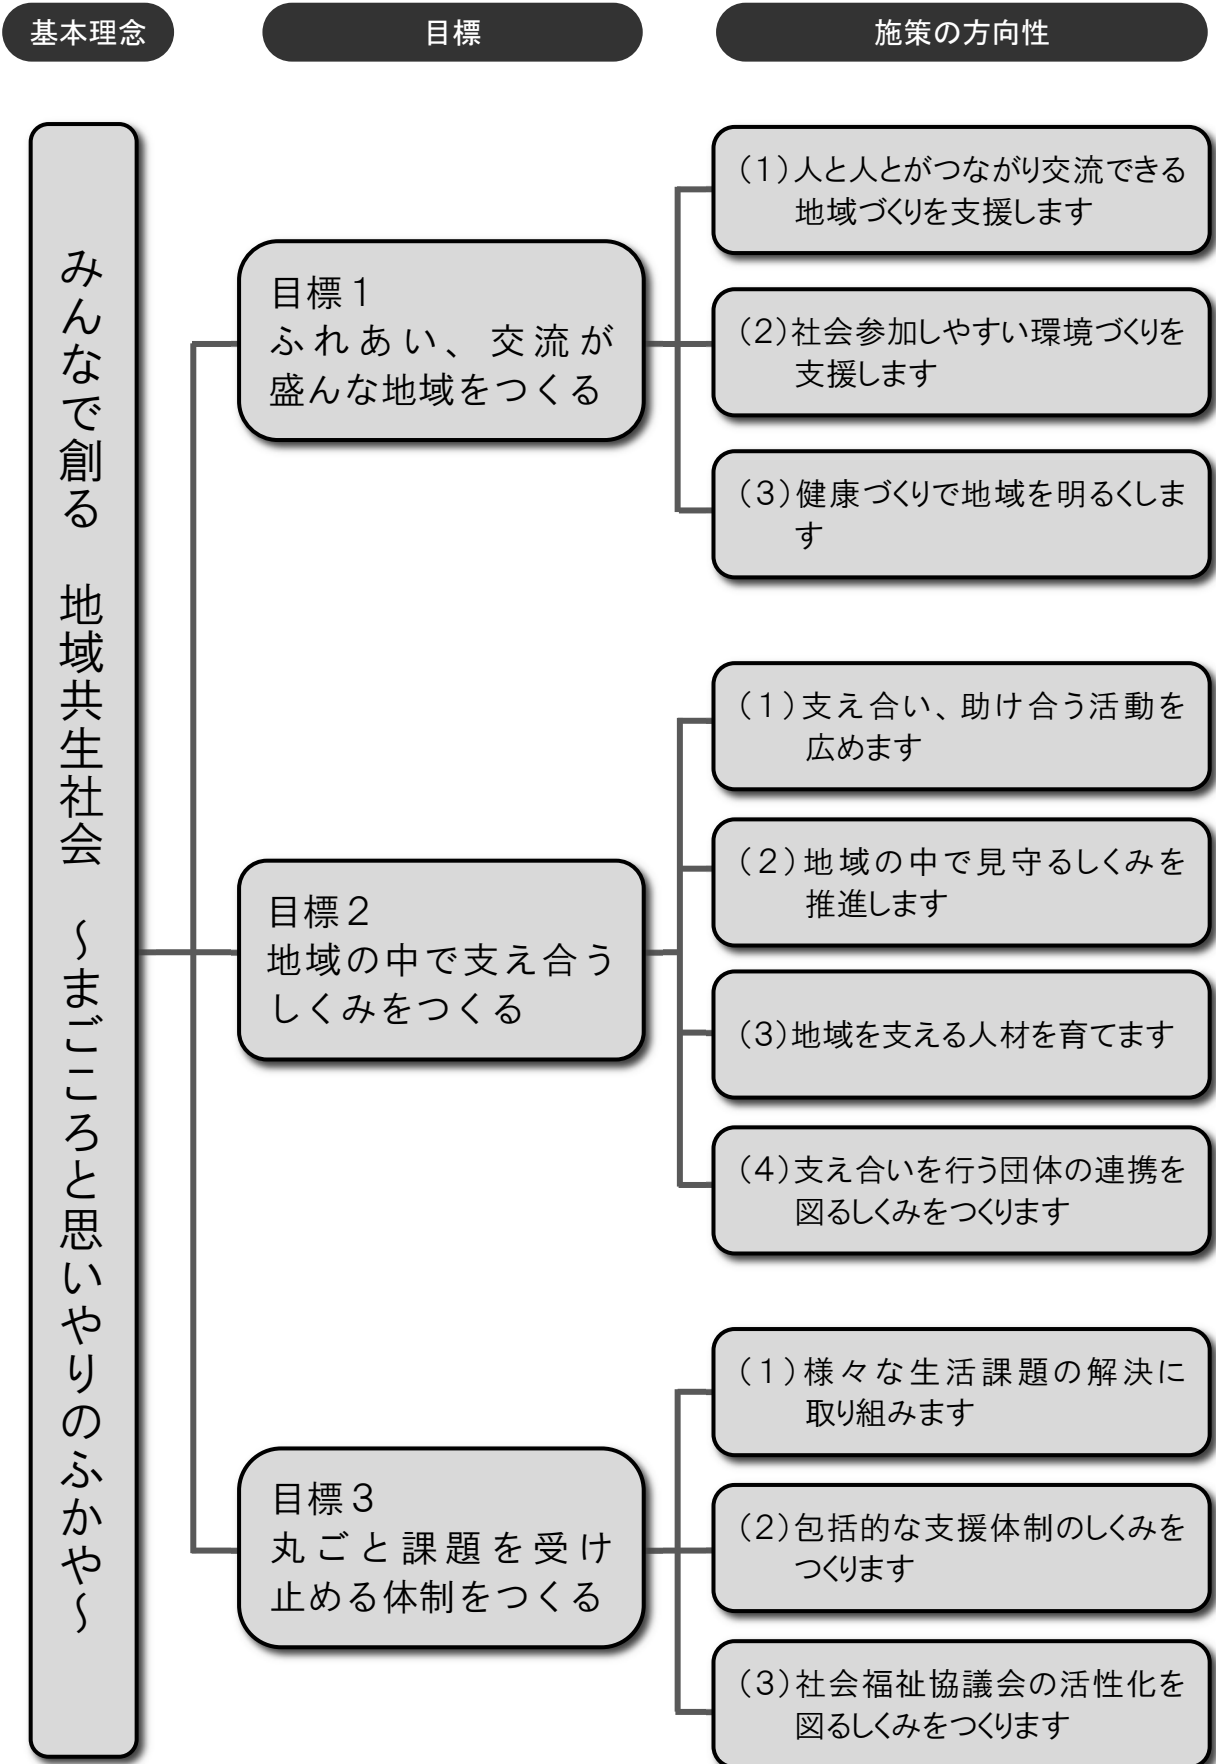 基本理念
目標
施策の方向性
みんなで創る　地域共生社会　～まごころと思いやりのふかや～
目標１
ふれあい、交流が
盛んな地域をつくる
（１）人と人とがつながり交流できる
地域づくりを支援します
（２）社会参加しやすい環境づくりを
支援します
（３）健康づくりで地域を明るくしま
す
目標２
地域の中で支え合う
しくみをつくる
（１）支え合い、助け合う活動を
広めます
（２）地域の中で見守るしくみを
推進します
（３）地域を支える人材を育てます
（４）支え合いを行う団体の連携を
図るしくみをつくります
目標３
丸ごと課題を受け
止める体制をつくる
（１）様々な生活課題の解決に
取り組みます
（２）包括的な支援体制のしくみを
つくります
（３）社会福祉協議会の活性化を
図るしくみをつくります